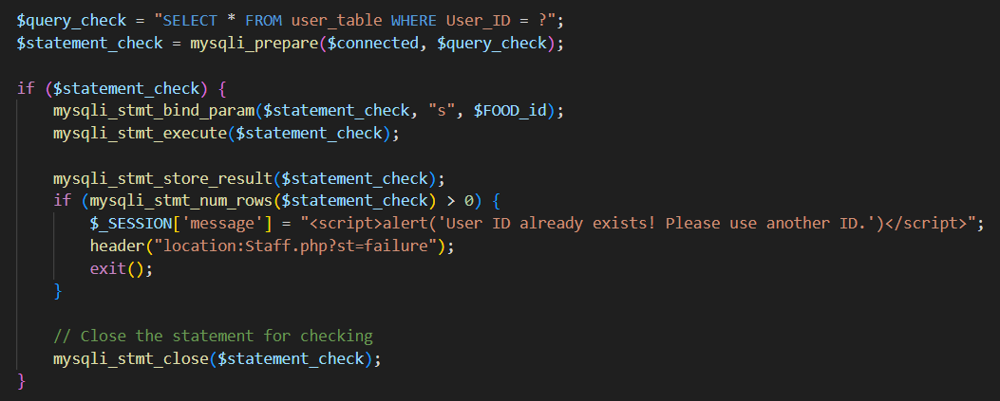 $query_check = "SELECT * FROM user_table WHERE User_ID = ?";
$statement_check = mysqli_prepare($connected, $query_check);
if ($statement_check) {
mysqli_stmt_bind_param($statement_check, "s", $FOOD_id);
mysqli_stmt_execute($statement_check);
mysqli_stmt_store_result($statement_check);
if (mysqli_stmt_num_rows($statement_check) > 0) {
$_SESSION['message'] = "<script>alert('User ID already exists! Please use another ID.')</script>";
header("location:Staff.php?st=failure");
exit();
}
// Close the statement for checking
mysqli_stmt_close($statement_check);
}